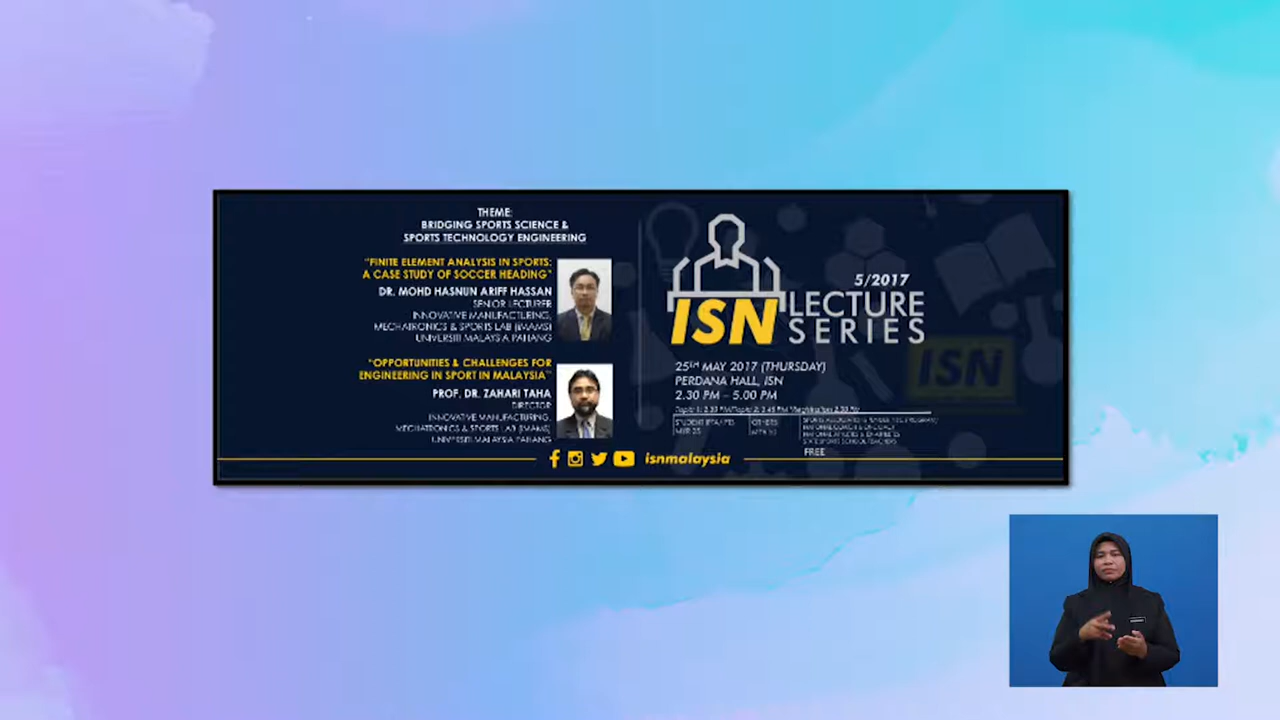 THEME:
BRIDGING SPORTS SCIENCE &
SPORTS TECHNOLOGY ENGINEERING
"FINITE ELEMENT ANALYSIS IN SPORTS:
A CASE STUDY OF SOCCER HEADING"
DR. MOHD HASNUN ARIFF HASSAN
SENIOR LECTURER
INNOVATIVE MANUFACTURING,
MECHATRONICS & SPORTS LAB (iMAMS)
UNIVERSITI MALAYSIA PAHANG
"OPPORTUNITIES & CHALLENGES FOR
ENGINEERING IN SPORT IN MALAYSIA"
PROF. DR. ZAHARI TAHA
DIRECTOR
INNOVATIVE MANUFACTURING,
MECHATRONICS & SPORTS LAB (iMAMS)
UNIVERSITI MALAYSIA PAHANG
5/2017
ISN LECTURE
SERIES
ISN
25TH MAY 2017 (THURSDAY)
PERDANA HALL, ISN
2.30 PM – 5.00 PM
FREE
isnmalaysia